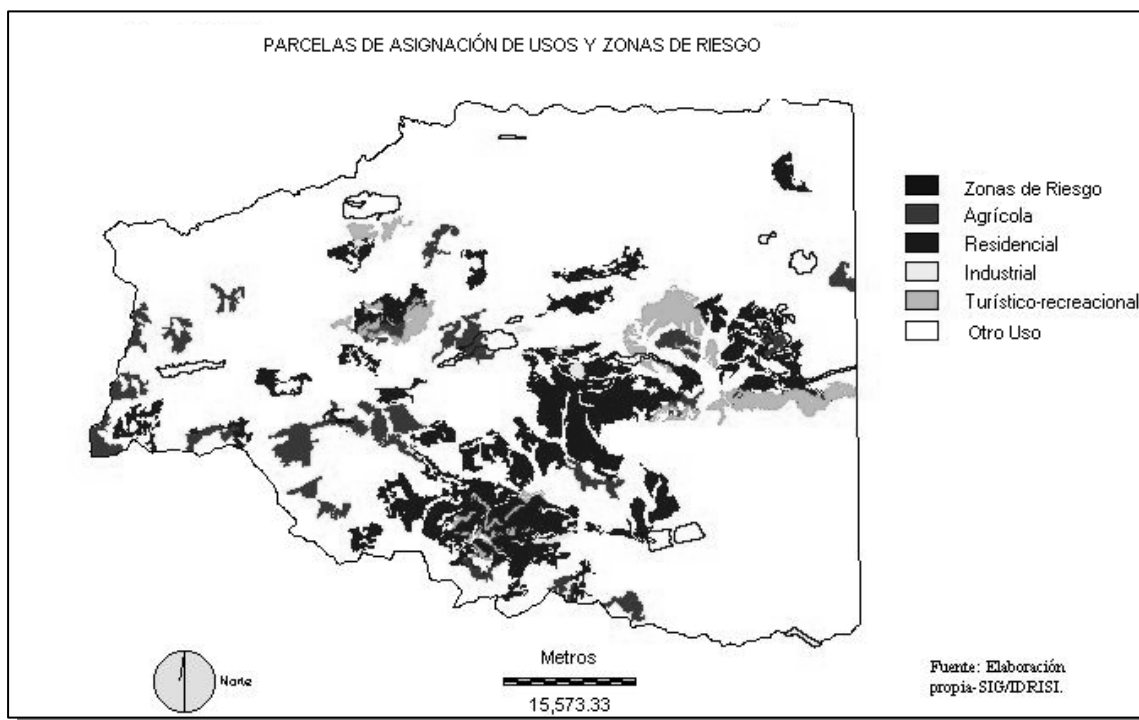 PARCELAS DE ASIGNACIÓN DE USOS Y ZONAS DE RIESGO
Zonas de Riesgo
Agrícola
Residencial
Industrial
Turístico-recreacional
Otro Uso
Norte
Metros
15,573.33
Fuente: Elaboración
propia-SIG/IDRISI.